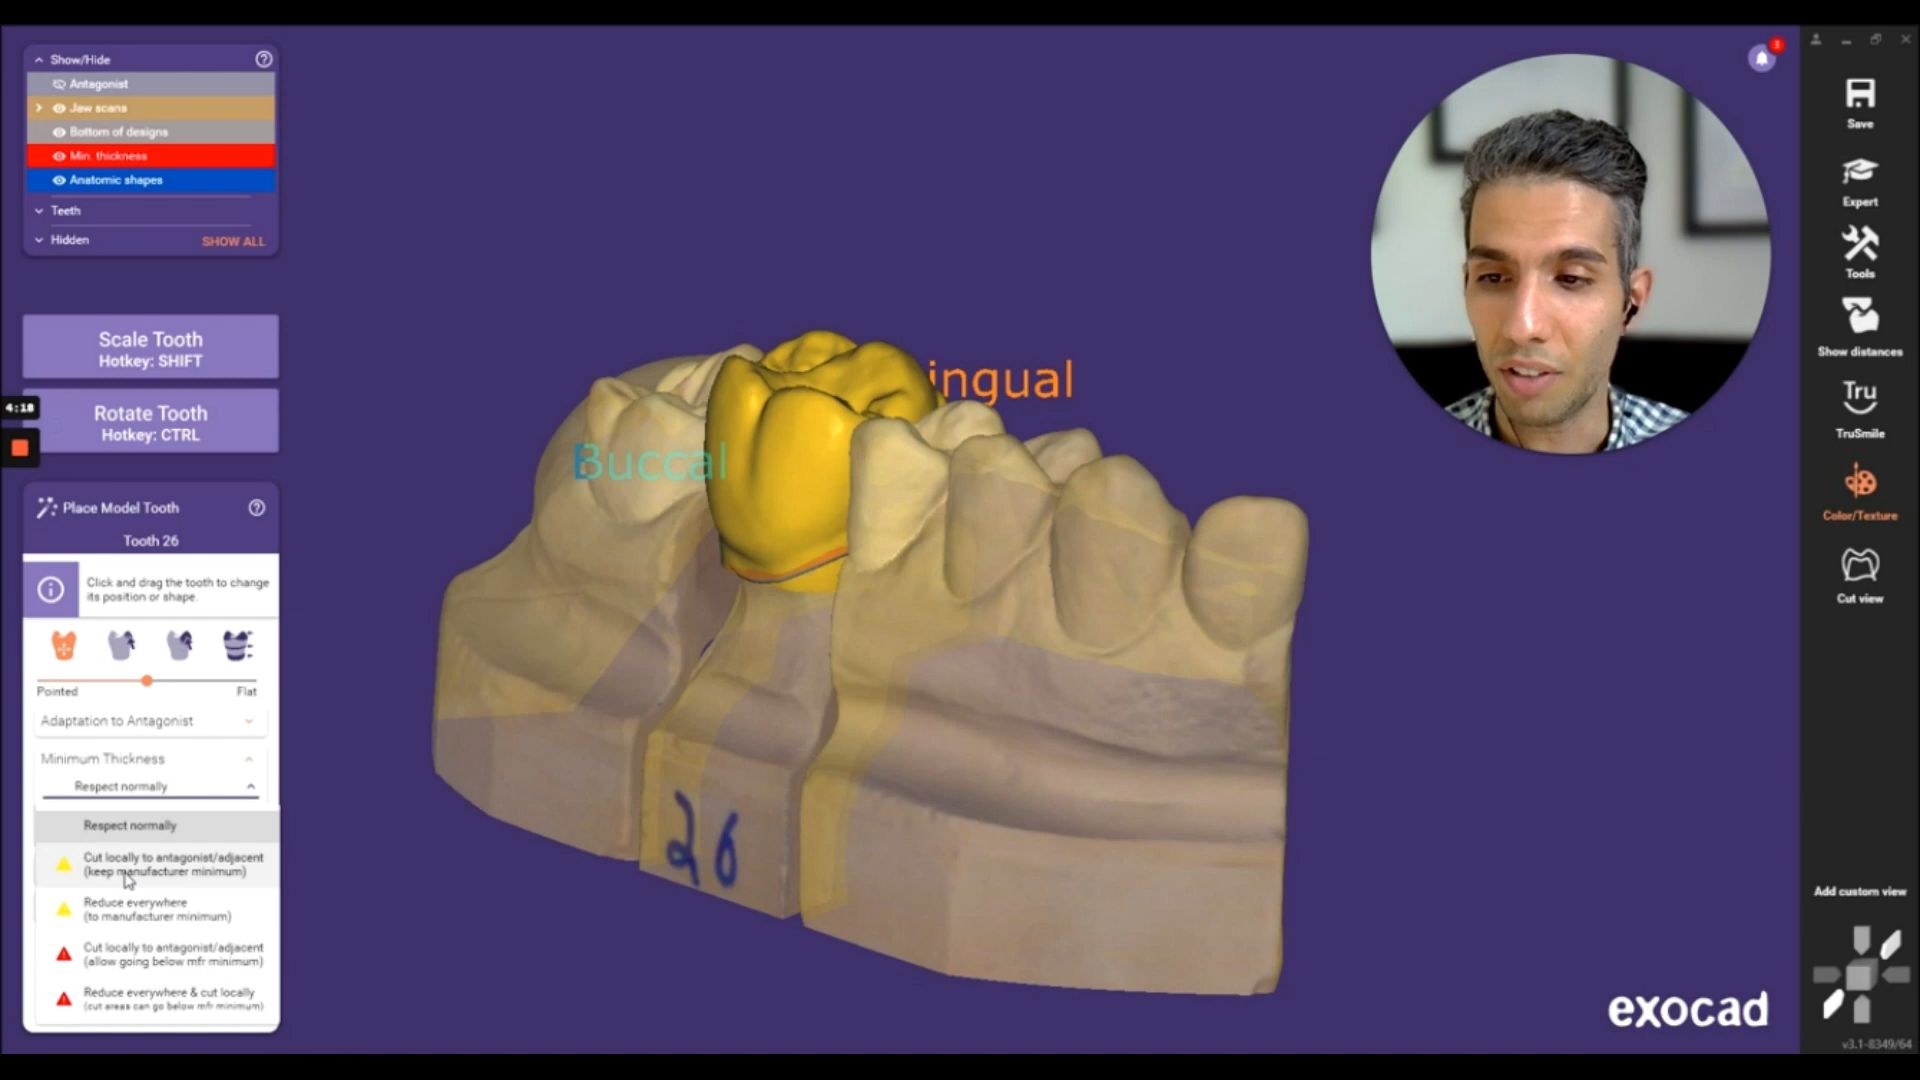 Show/Hide
Antagonist
Jaw scans
Bottom of designs
Min. thickness
Anatomic shapes
Teeth
Hidden SHOW ALL
Scale Tooth
Hotkey: SHIFT
4:18
Rotate Tooth
Hotkey: CTRL
Place Model Tooth
Tooth 26
Click and drag the tooth to change
its position or shape.
Pointed Flat
Adaptation to Antagonist
Minimum Thickness
Respect normally
Respect normally
Cut locally to antagonist/adjacent
(keep manufacturer minimum)
Reduce everywhere
(to manufacturer minimum)
Cut locally to antagonist/adjacent
(allow going below mfr minimum)
Reduce everywhere & cut locally
(cut areas can go below mfr minimum)
ingual
Buccal
26
3
Save
Expert
Tools
Show distances
Tru
TruSmile
Color/Texture
Cut view
Add custom view
exocad
v3.1-8349/64